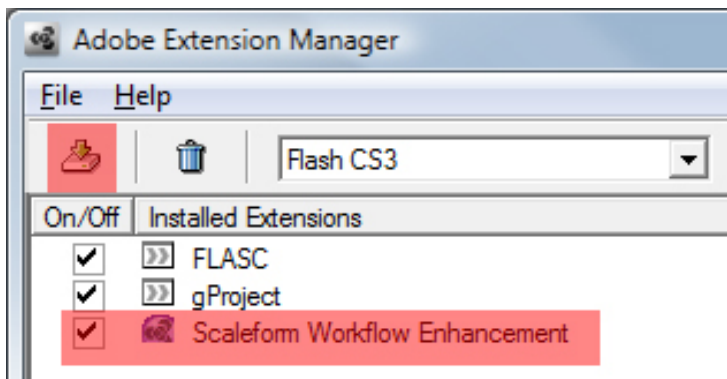 Adobe Extension Manager
File Help
Flash CS3
On/Off Installed Extensions
FLASC
gProject
Scaleform Workflow Enhancement